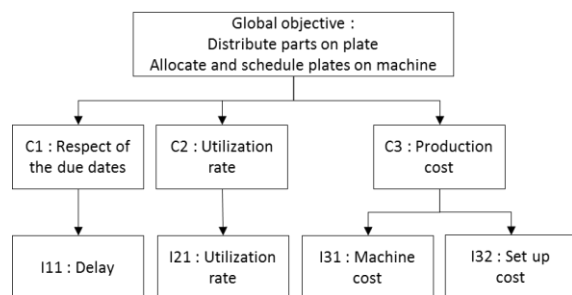 Global objective :
Distribute parts on plate
Allocate and schedule plates on machine
C1 : Respect of
the due dates
C2 : Utilization
rate
C3 : Production
cost
I11 : Delay
I21 : Utilization
rate
I31 : Machine
cost
I32 : Set up
cost